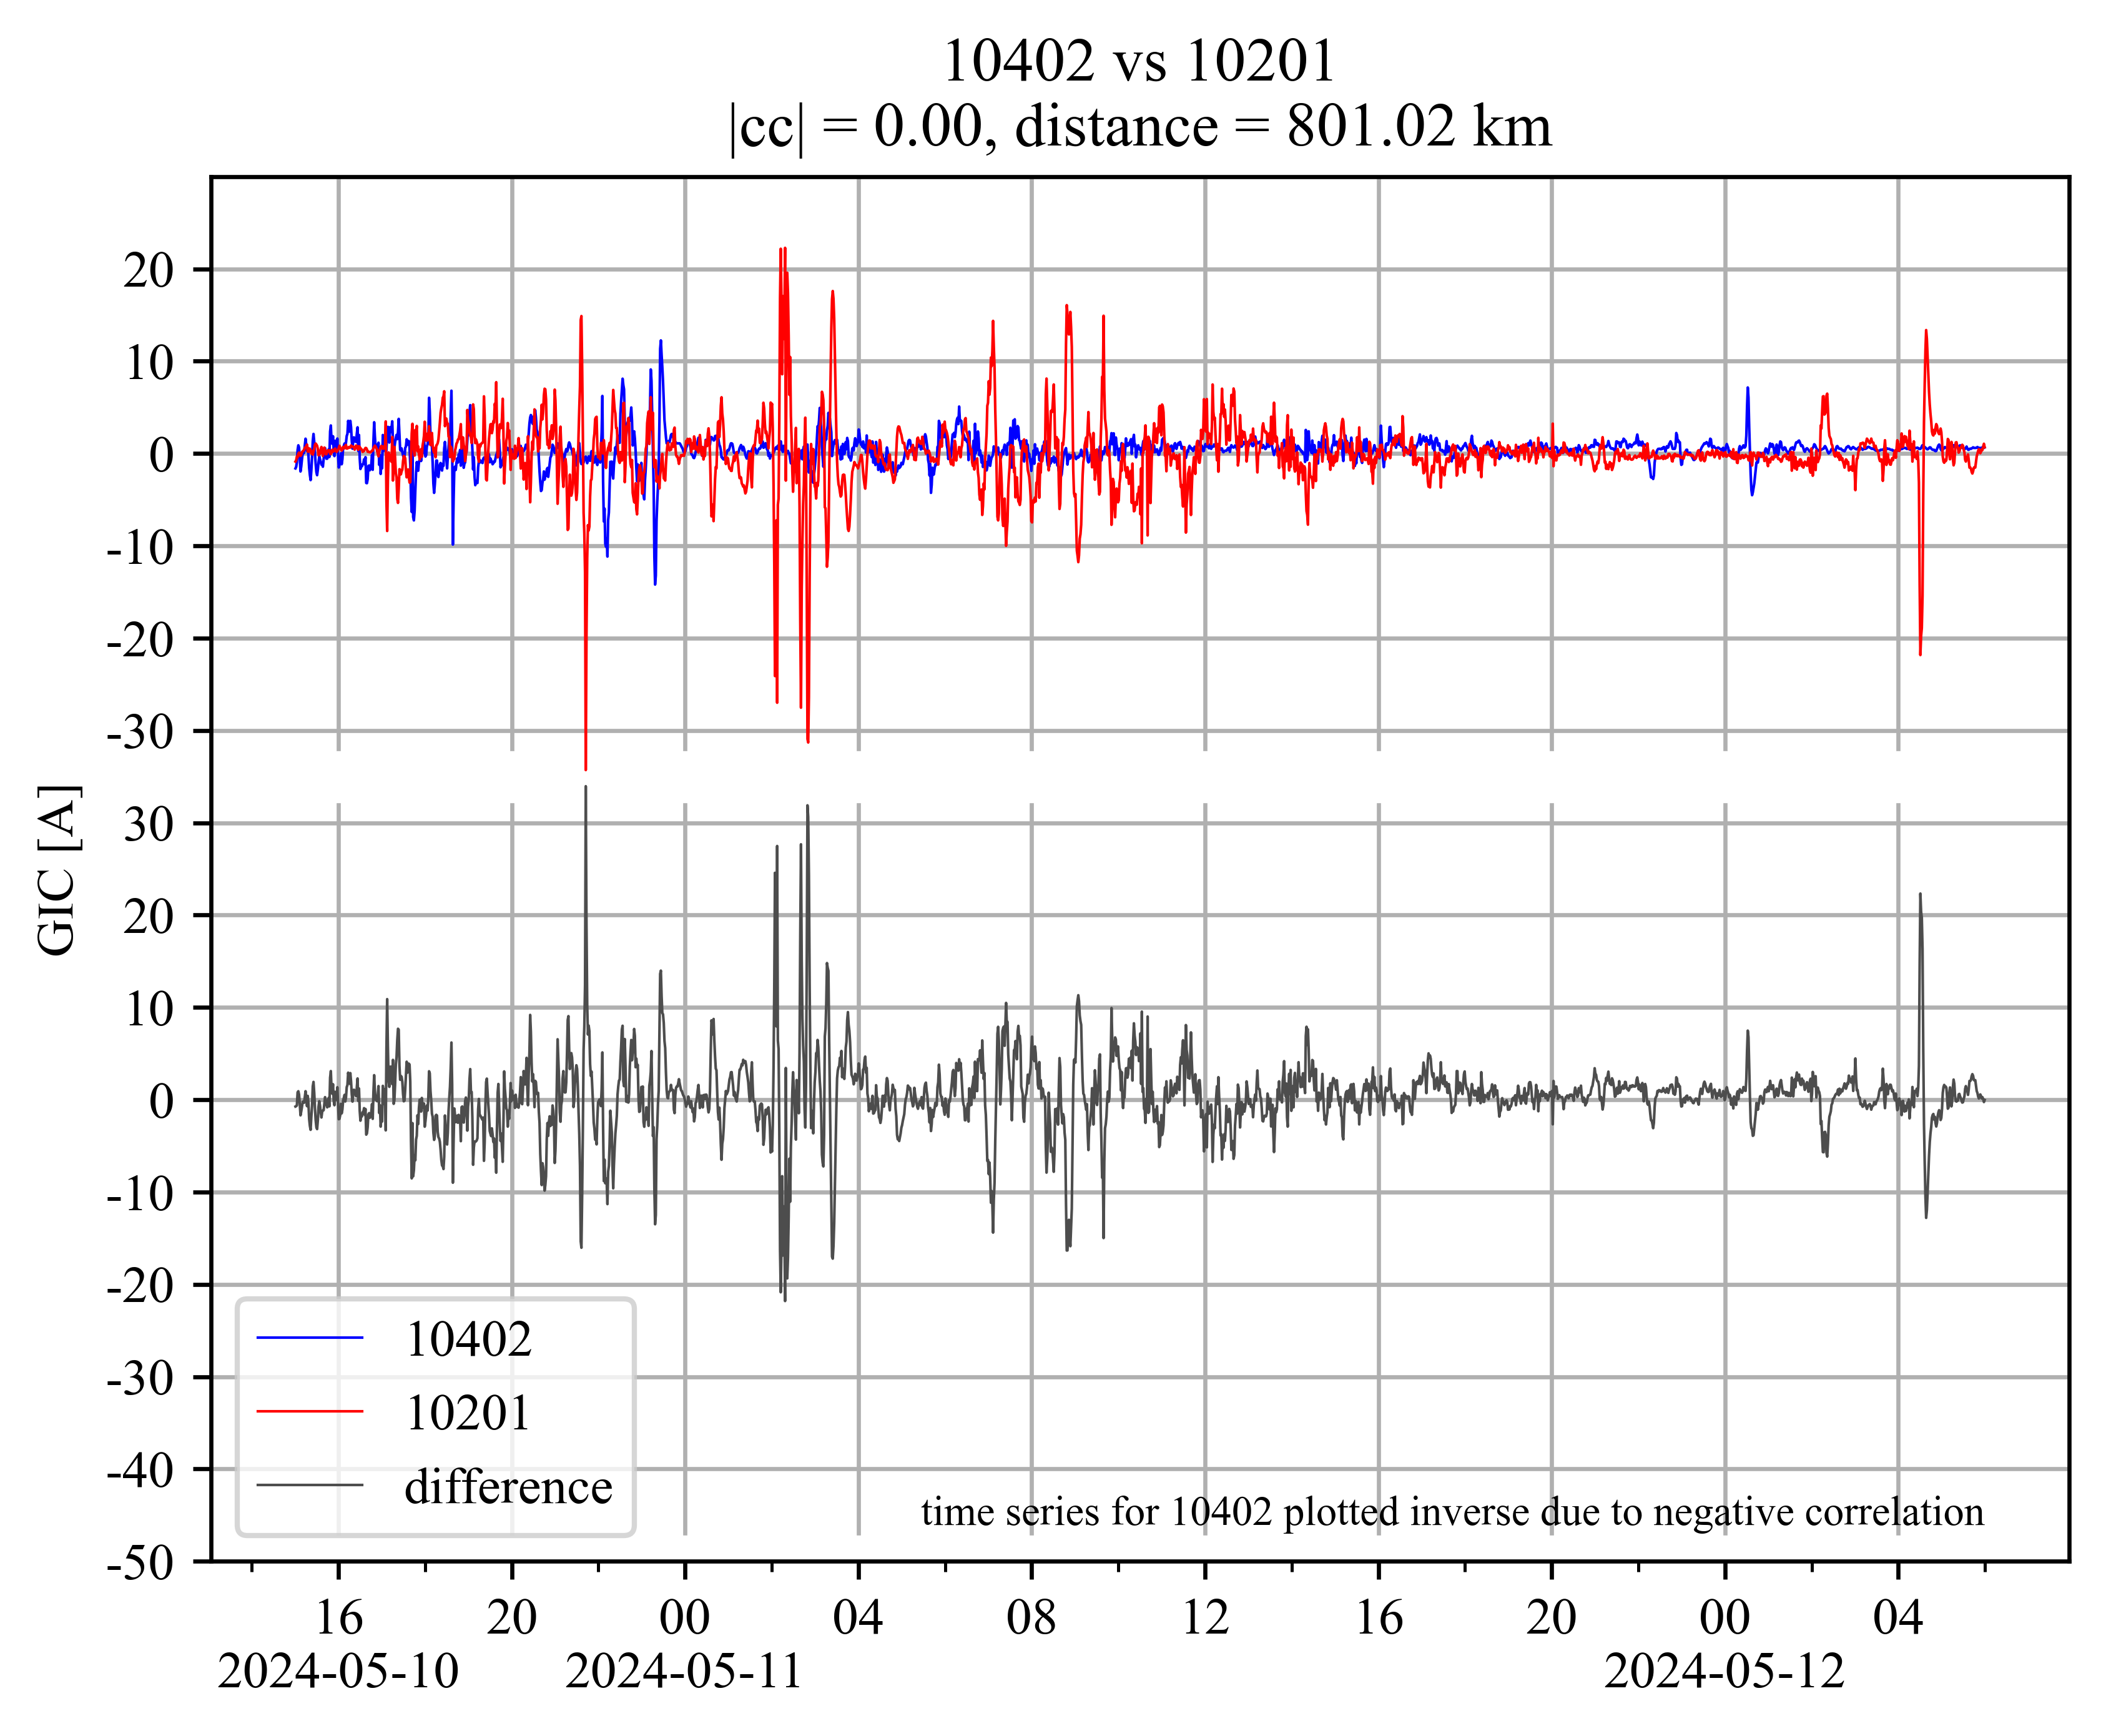 10402 vs 10201
|cc| = 0.00, distance = 801.02 km
20
10
0
-10
-20
-30
30
20
10
0
-10
-20
-30
-40
-50
GIC [A]
10402
10201
difference
time series for 10402 plotted inverse due to negative correlation
16 20 00 04 08 12 16 20 00 04
2024-05-10 2024-05-11 2024-05-12